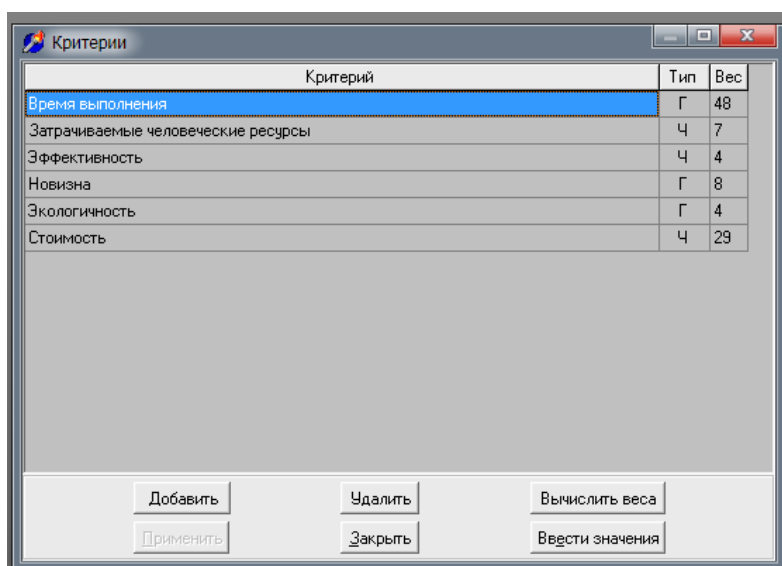 Критерии
Критерий Тип Вес
Время выполнения Г 48
Затрачиваемые человеческие ресурсы Ч 7
Эффективность Ч 4
Новизна Г 8
Экологичность Г 4
Стоимость Ч 29
Добавить Удалить Вычислить веса
Применить Закрыть Ввести значения